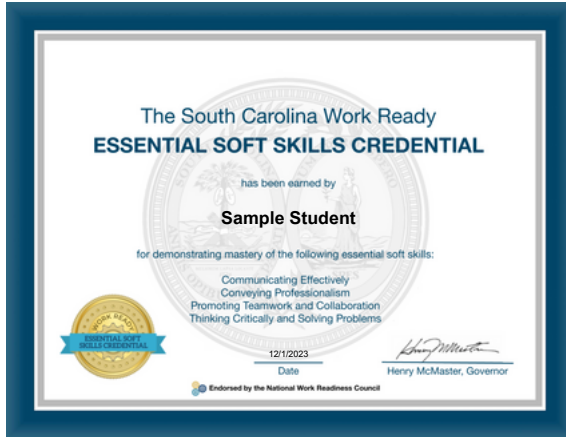 The South Carolina Work Ready
ESSENTIAL SOFT SKILLS CREDENTIAL
has been earned by
Sample Student
for demonstrating mastery of the following essential soft skills:
Communicating Effectively
Conveying Professionalism
Promoting Teamwork and Collaboration
Thinking Critically and Solving Problems
WORK READY
ESSENTIAL SOFT
SKILLS CREDENTIAL
12/1/2023
Date
Henry McMaster, Governor
Endorsed by the National Work Readiness Council